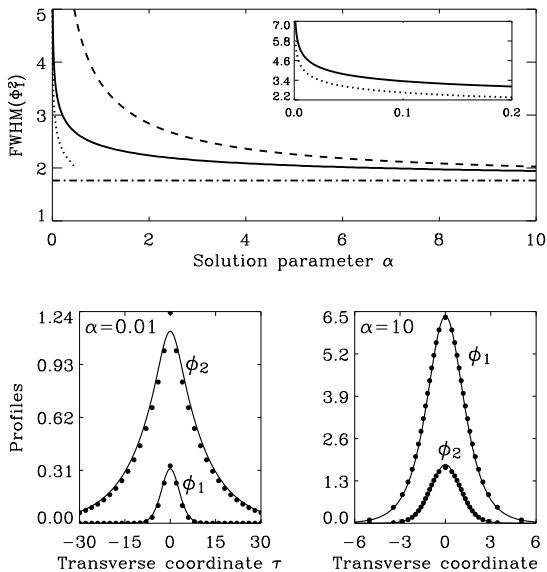 5
4
3
2
1
FWHM(Φ₁²)
7.0
5.8
4.6
3.4
2.2
0.0 0.1 0.2
0 2 4 6 8 10
Solution parameter α
1.24
0.93
0.62
0.31
0.00
Profiles
α=0.01
ϕ₂
ϕ₁
−30 −15 0 15 30
Transverse coordinate τ
6.5
5.2
3.9
2.6
1.3
0.0
α=10
ϕ₁
ϕ₂
−6 −3 0 3 6
Transverse coordinate